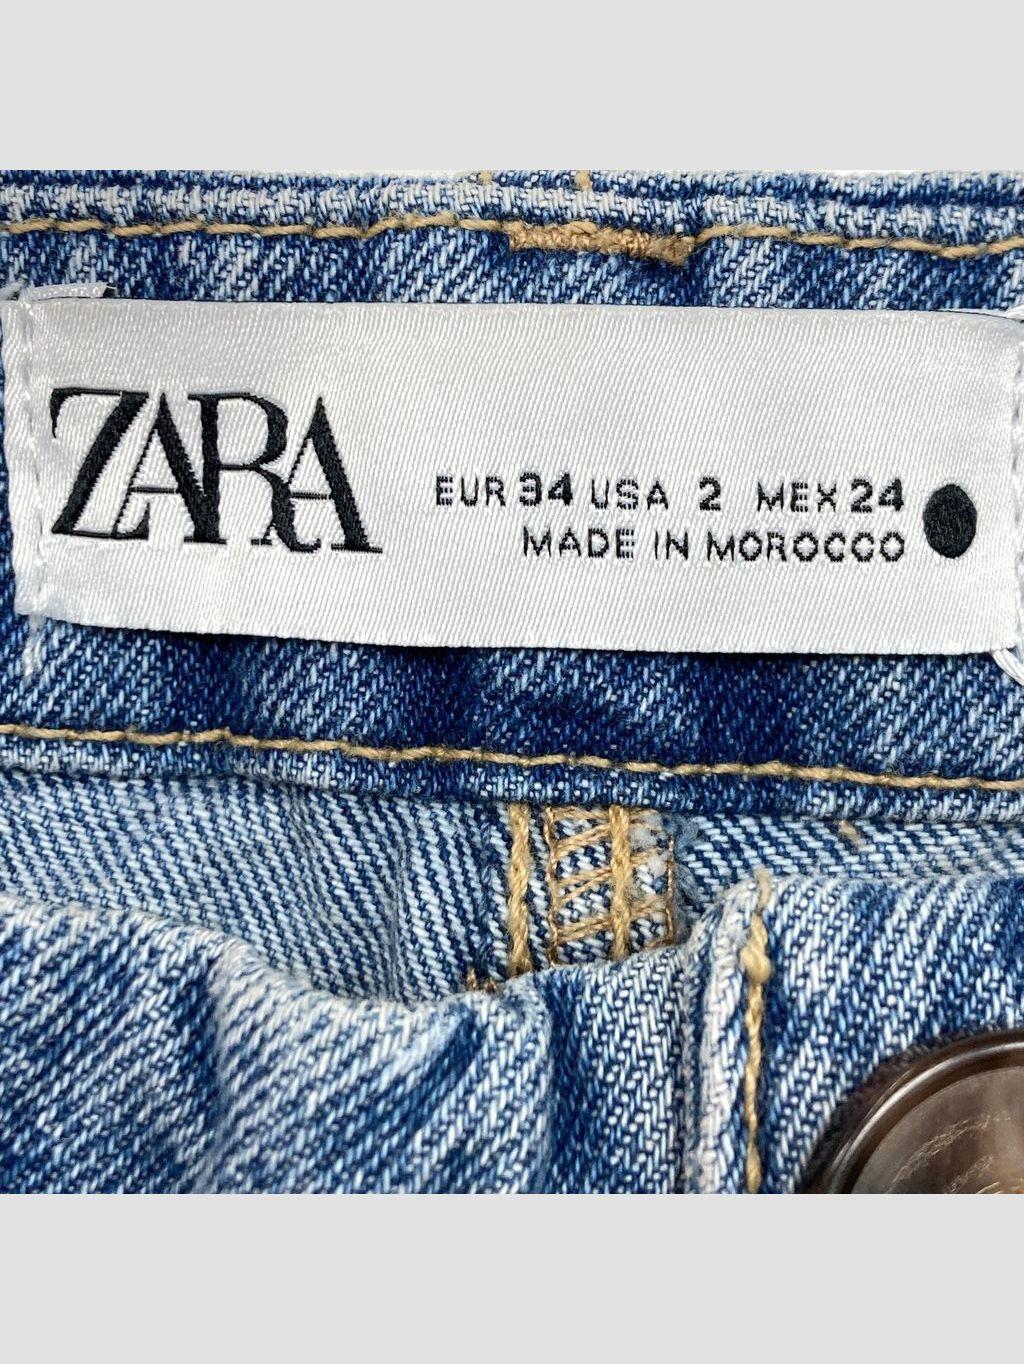 ZARA
EUR 34 USA 2 MEX 24
MADE IN MOROCCO